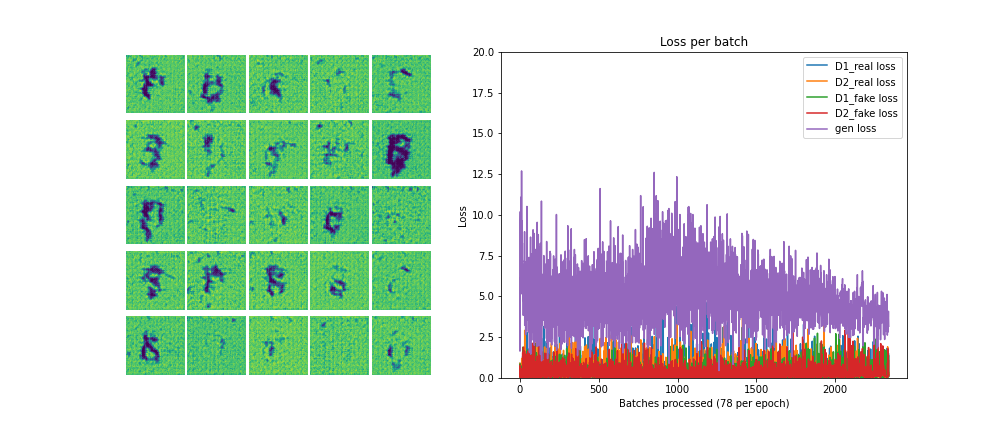 Loss per batch
20.0
17.5
15.0
12.5
10.0
7.5
5.0
2.5
0.0
Loss
D1_real loss
D2_real loss
D1_fake loss
D2_fake loss
gen loss
0
500
1000
1500
2000
Batches processed (78 per epoch)